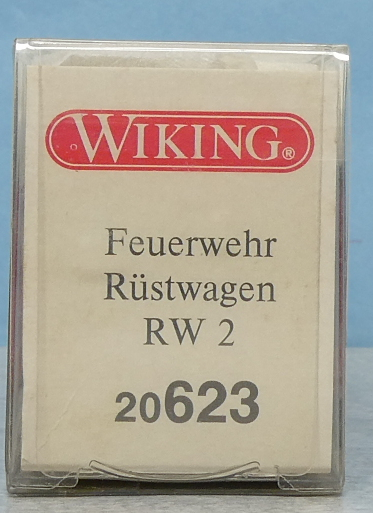 WIKING®
Feuerwehr
Rüstwagen
RW 2
20623